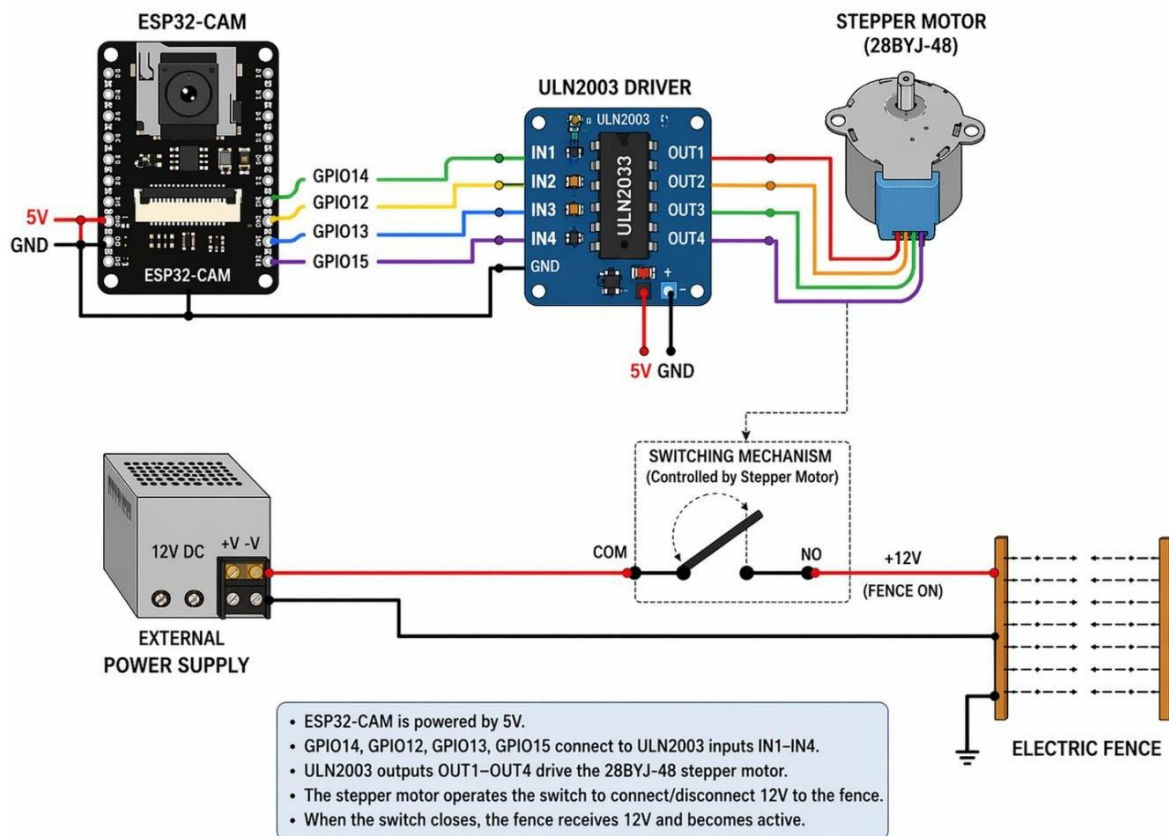 ESP32-CAM
STEPPER MOTOR
(28BYJ-48)
ULN2003 DRIVER
ULN2003
ULN2033
IN1
IN2
IN3
IN4
GND
OUT1
OUT2
OUT3
OUT4
+
-
GPIO14
GPIO12
GPIO13
GPIO15
5V
GND
ESP32-CAM
5V GND
SWITCHING MECHANISM
(Controlled by Stepper Motor)
COM
NO
+12V
(FENCE ON)
12V DC
+V -V
EXTERNAL
POWER SUPPLY
ELECTRIC FENCE
• ESP32-CAM is powered by 5V.
• GPIO14, GPIO12, GPIO13, GPIO15 connect to ULN2003 inputs IN1–IN4.
• ULN2003 outputs OUT1–OUT4 drive the 28BYJ-48 stepper motor.
• The stepper motor operates the switch to connect/disconnect 12V to the fence.
• When the switch closes, the fence receives 12V and becomes active.